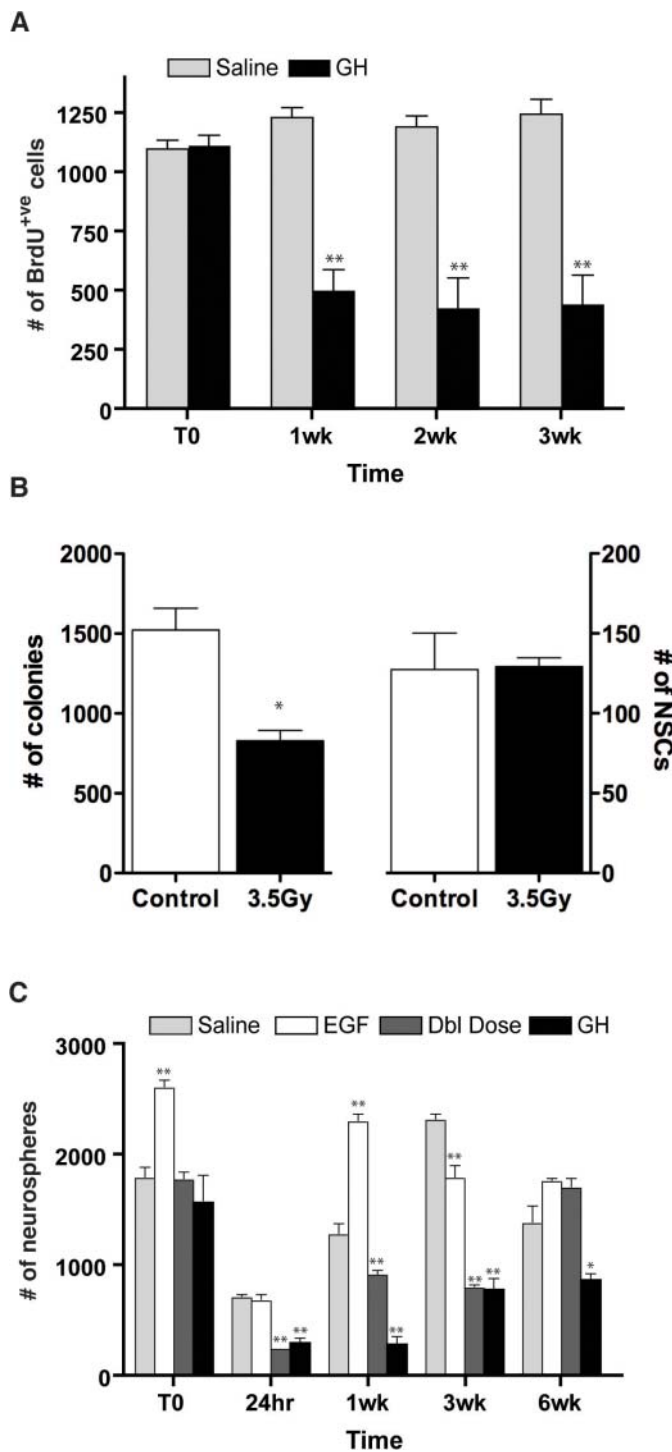 A
Saline GH
1250
1000
750
500
250
0
# of BrdU+ve cells
** ** **
T0 1wk 2wk 3wk
Time
B
2000
1500
1000
500
0
# of colonies
*
Control 3.5Gy
200
150
100
50
0
# of NSCs
Control 3.5Gy
C
Saline EGF Dbl Dose GH
3000
2000
1000
0
# of neurospheres
**
** **
** ** **
** ** **
*
T0 24hr 1wk 3wk 6wk
Time